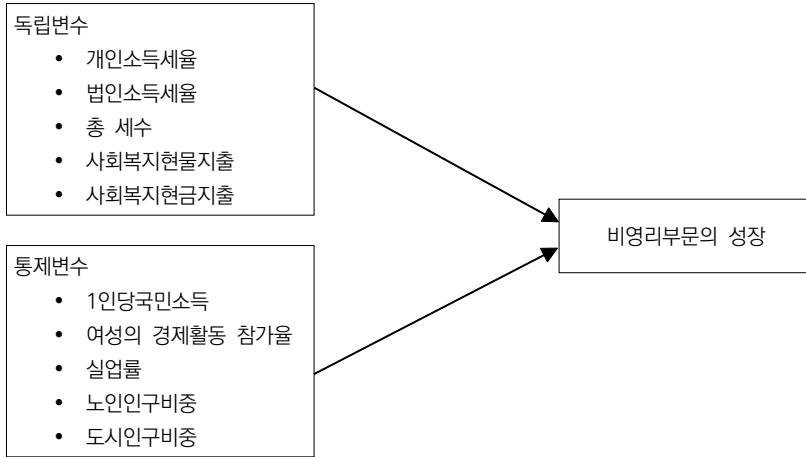 독립변수
• 개인소득세율
• 법인소득세율
• 총 세수
• 사회복지현물지출
• 사회복지현금지출
비영리부문의 성장
통제변수
• 1인당국민소득
• 여성의 경제활동 참가율
• 실업률
• 노인인구비중
• 도시인구비중